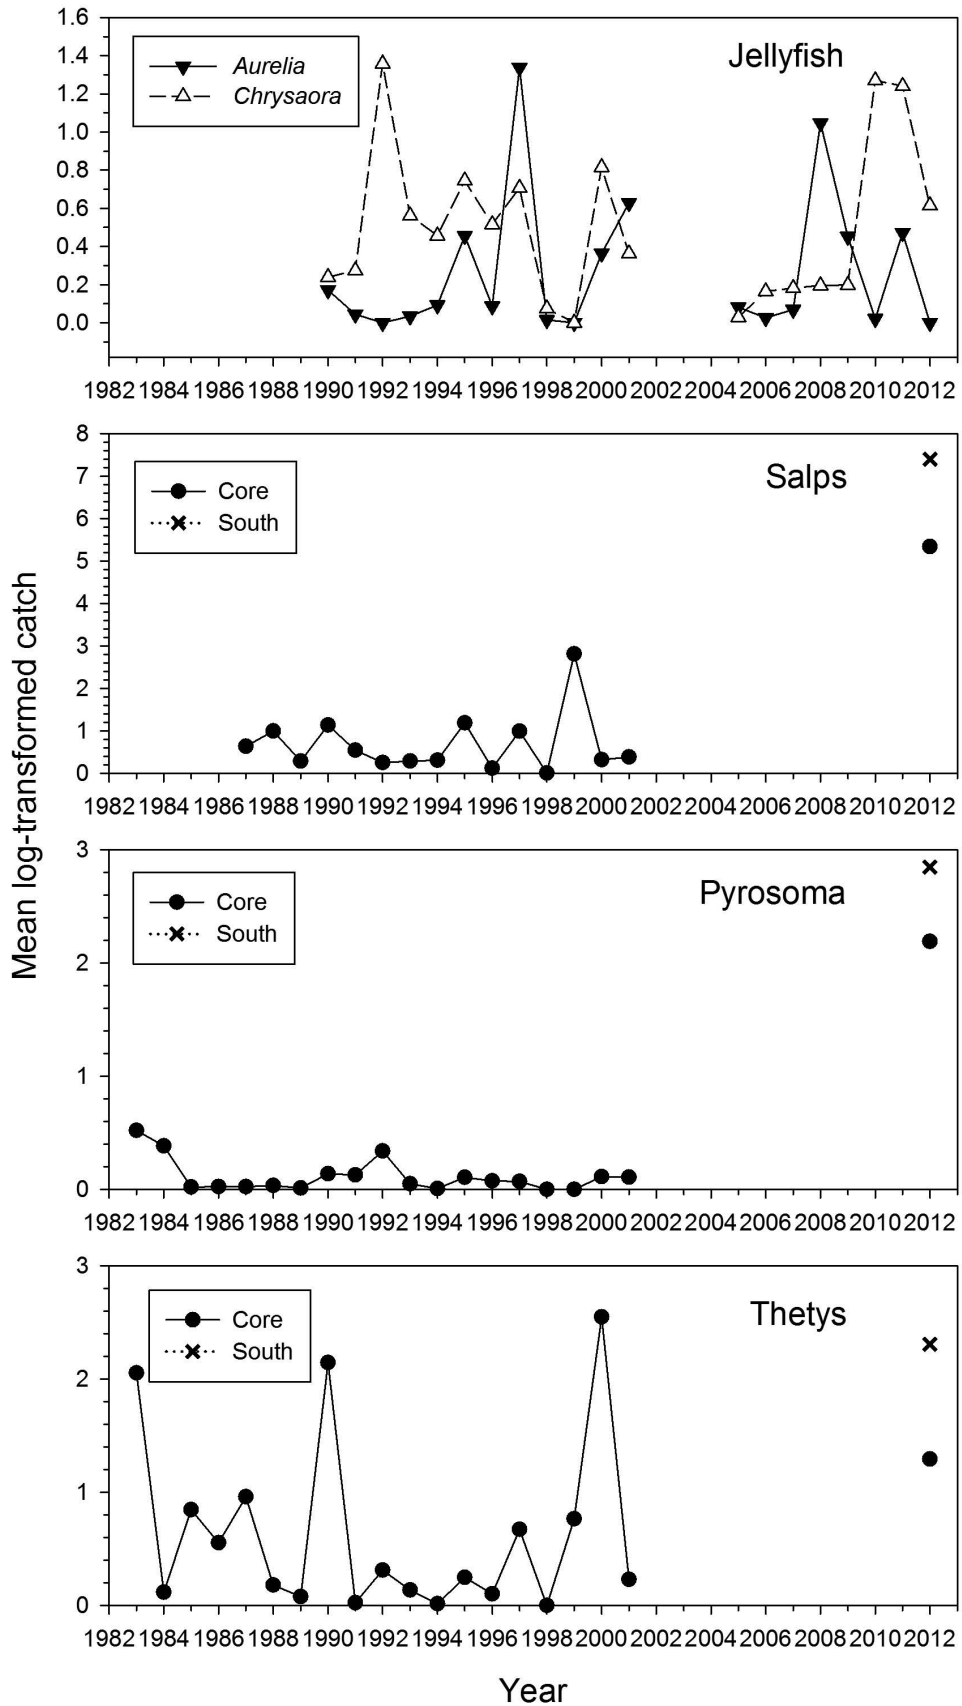 1.6
1.4
1.2
1.0
0.8
0.6
0.4
0.2
0.0
Aurelia
Chrysaora
Jellyfish
1982 1984 1986 1988 1990 1992 1994 1996 1998 2000 2002 2004 2006 2008 2010 2012
8
7
6
5
4
3
2
1
0
Core
South
Salps
1982 1984 1986 1988 1990 1992 1994 1996 1998 2000 2002 2004 2006 2008 2010 2012
Mean log-transformed catch
3
2
1
0
Core
South
Pyrosoma
1982 1984 1986 1988 1990 1992 1994 1996 1998 2000 2002 2004 2006 2008 2010 2012
3
2
1
0
Core
South
Thetys
1982 1984 1986 1988 1990 1992 1994 1996 1998 2000 2002 2004 2006 2008 2010 2012
Year